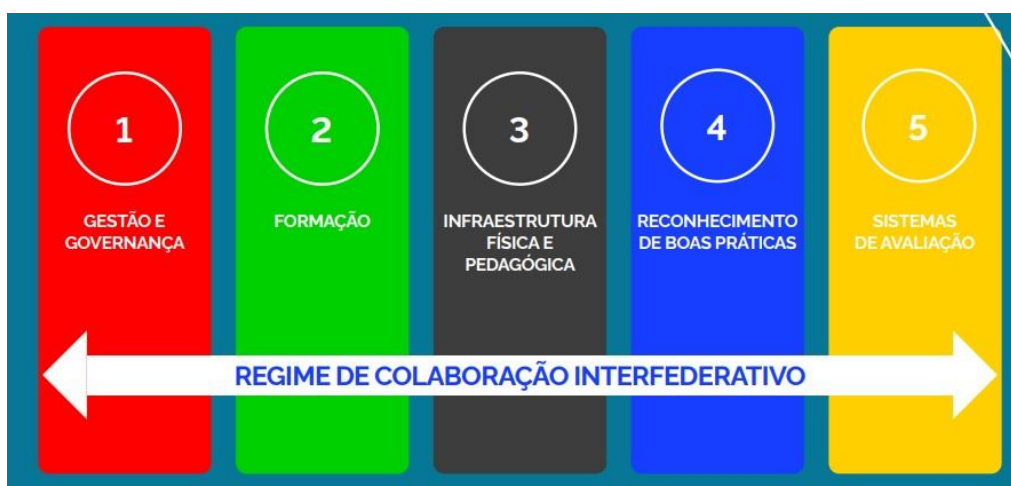 1
GESTÃO E
GOVERNANÇA
2
FORMAÇÃO
3
INFRAESTRUTURA
FÍSICA E
PEDAGÓGICA
4
RECONHECIMENTO
DE BOAS PRÁTICAS
5
SISTEMAS
DE AVALIAÇÃO
REGIME DE COLABORAÇÃO INTERFEDERATIVO